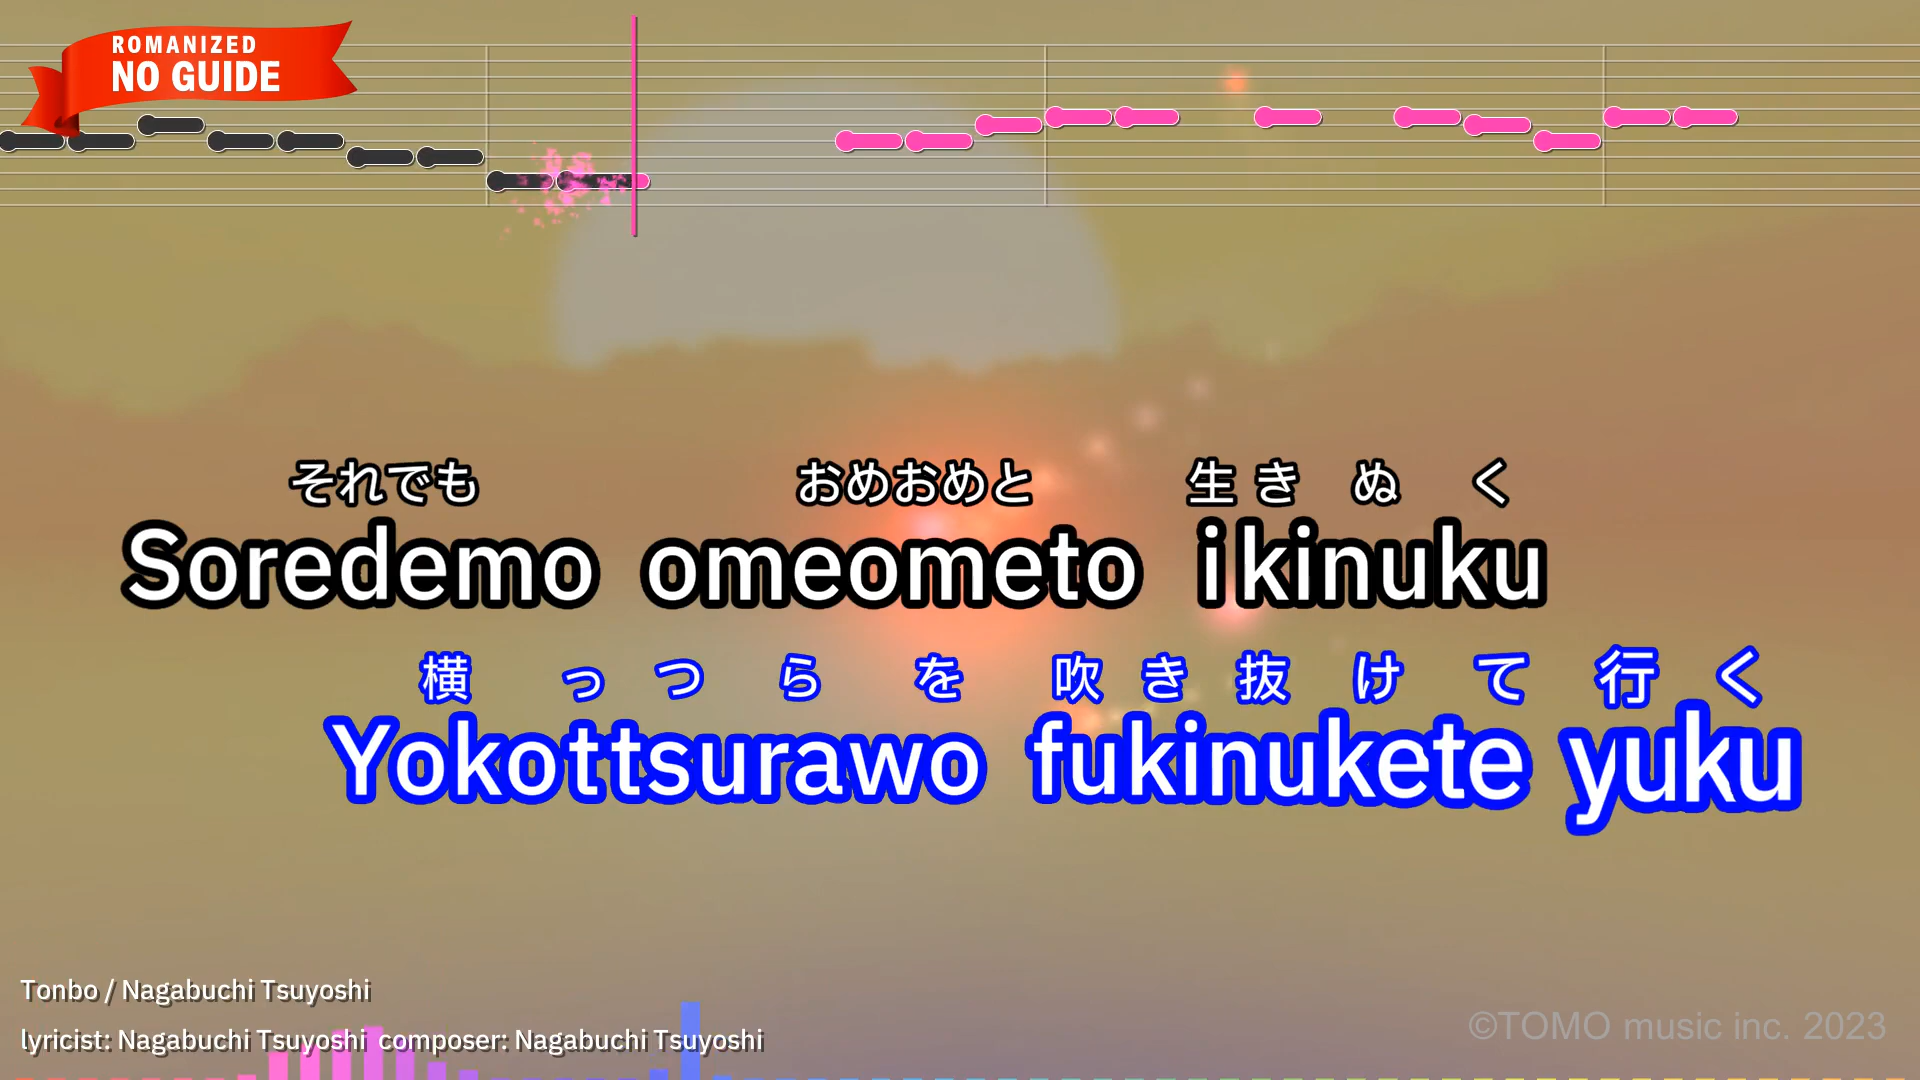 ROMANIZED
NO GUIDE
それでも おめおめと 生きぬく
Soredemo omeometo ikinuku
横っつらを 吹き抜けて 行く
Yokottsurawo fukinukete yuku
Tonbo / Nagabuchi Tsuyoshi
lyricist: Nagabuchi Tsuyoshi composer: Nagabuchi Tsuyoshi
©TOMO music inc. 2023